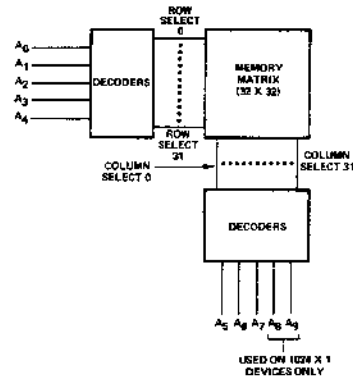 ROW
SELECT
0
A0
A1
A2
A3
A4
DECODERS
MEMORY
MATRIX
(32 X 32)
ROW
SELECT
31
COLUMN
SELECT 0
COLUMN
SELECT 31
DECODERS
A5 A6 A7 A8 A9
USED ON 1024 X 1
DEVICES ONLY